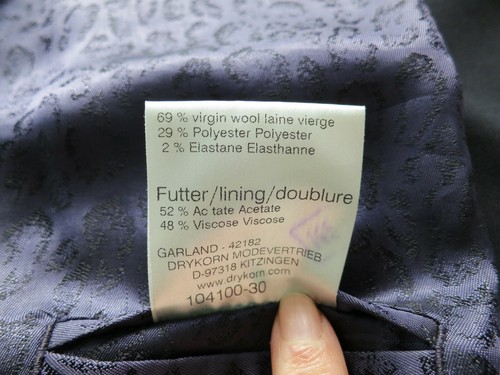 69 % virgin wool laine vierge
29 % Polyester Polyester
2 % Elastane Elasthanne
Futter/lining/doublure
52 % Ac tate Acetate
48 % Viscose Viscose
GARLAND - 42182
DRYKORN MODEVERTRIEB
D-97318 KITZINGEN
www.drykorn.com
104100-30